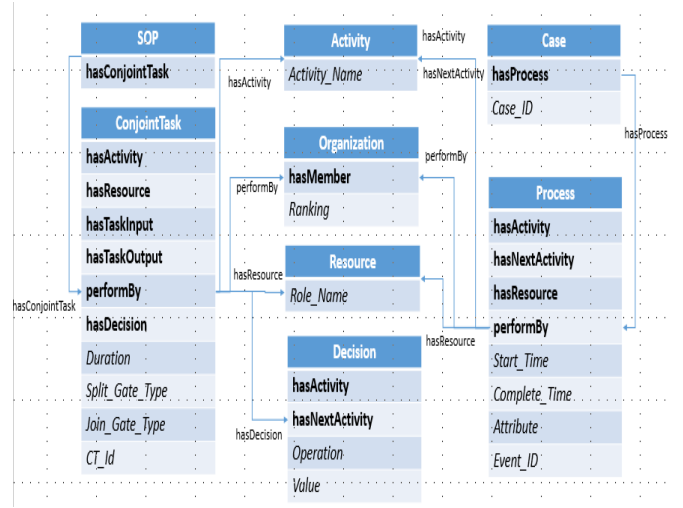 SOP
hasConjointTask
ConjointTask
hasActivity
hasResource
hasTaskInput
hasTaskOutput
performBy
hasDecision
Duration
Split_Gate_Type
Join_Gate_Type
CT_Id
hasConjointTask
Activity
Activity_Name
hasActivity
Organization
hasMember
Ranking
performBy
Resource
Role_Name
hasResource
Decision
hasActivity
hasNextActivity
Operation
Value
hasDecision
hasActivity
hasNextActivity
performBy
hasResource
Case
hasProcess
Case_ID
hasProcess
Process
hasActivity
hasNextActivity
hasResource
performBy
Start_Time
Complete_Time
Attribute
Event_ID